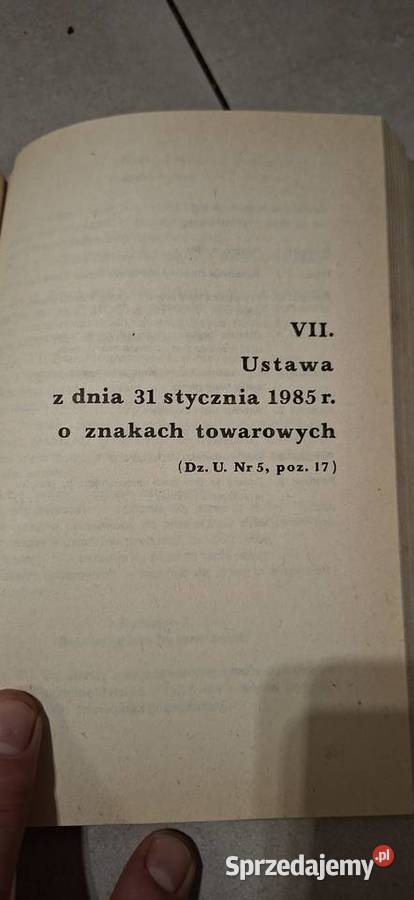 VII.
Ustawa
z dnia 31 stycznia 1985 r.
o znakach towarowych
(Dz. U. Nr 5, poz. 17)
Sprzedajemy.pl